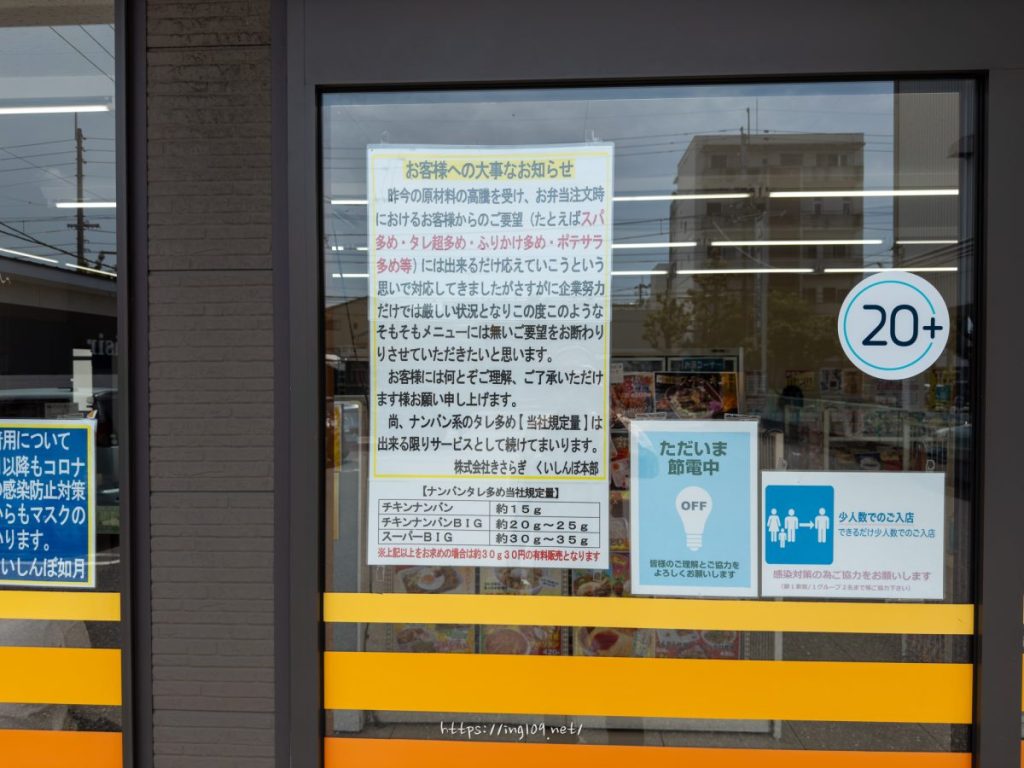 お客様への大事なお知らせ
昨今の原材料の高騰を受け、お弁当注文時
におけるお客様からのご要望（たとえばスパ
多め・タレ超多め・ふりかけ多め・ポテサラ
多め等）には出来るだけ応えていこうという
思いで対応してきましたがさすがに企業努力
だけでは厳しい状況となりこの度このような
そもそもメニューには無いご要望をお断わり
りさせていただきたいと思います。
お客様には何とぞご理解、ご了承いただけ
ます様お願い申し上げます。
尚、ナンバン系のタレ多め【当社規定量】は
出来る限りサービスとして続けてまいります。
株式会社きさらぎ くいしんぼ本部
【ナンバンタレ多め当社規定量】
チキンナンバン 約１５ｇ
チキンナンバンＢＩＧ 約２０ｇ～２５ｇ
スーパーＢＩＧ 約３０ｇ～３５ｇ
※上記以上をお求めの場合は約３０ｇ３０円の有料販売となります
20+
ただいま
節電中
OFF
皆様のご理解とご協力を
よろしくお願いします
少人数でのご入店
できるだけ少人数でのご入店
感染対策の為ご協力をお願いします
着用について
以降もコロナ
感染防止対策
からもマスクの
います。
いしんぼ如月
https://ing109.net/